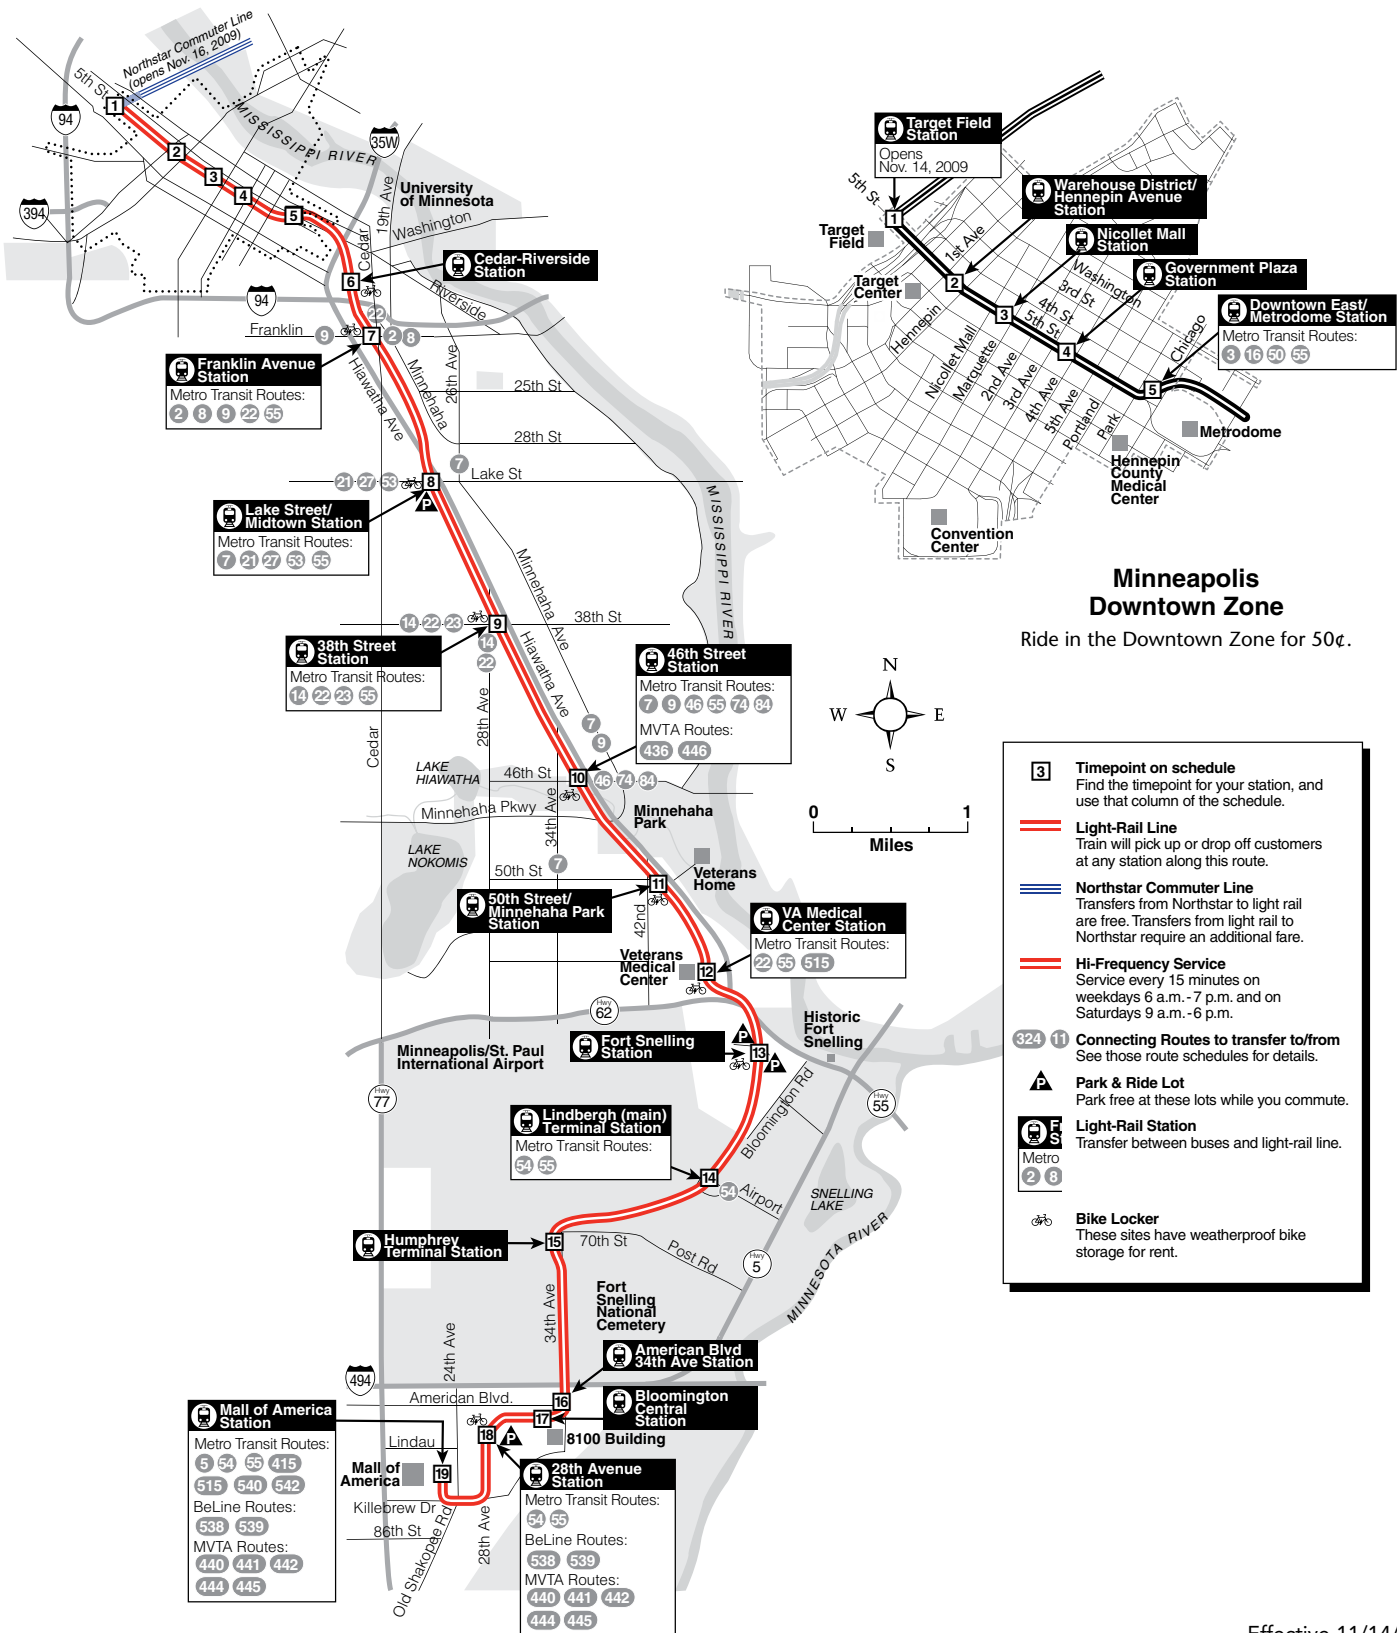 Northstar Commuter Line
(opens Nov. 16, 2009)
5th St
1
94
MISSISSIPPI RIVER
35W
2
3
4
5
394
19th Ave
University
of Minnesota
Washington
Cedar
Cedar-Riverside
Station
6
Riverside
94
22
Franklin
9
7
2 8
Franklin Avenue
Station
Metro Transit Routes:
2 8 9 22 55
Hiawatha Ave
Minnehaha
26th Ave
25th St
28th St
7
21 27 53
8
Lake St
P
Lake Street/
Midtown Station
Metro Transit Routes:
7 21 27 53 55
MISSISSIPPI RIVER
Minnehaha Ave
14 22 23
9
38th St
14
22
38th Street
Station
Metro Transit Routes:
14 22 23 55
Hiawatha Ave
28th Ave
Cedar
46th Street
Station
Metro Transit Routes:
7 9 46 55 74 84
MVTA Routes:
436 446
7
9
LAKE
HIAWATHA
46th St
10
46 74 84
Minnehaha Pkwy
34th Ave
Minnehaha
Park
LAKE
NOKOMIS
7
50th St
11
Veterans
Home
50th Street/
Minnehaha Park
Station
42nd
VA Medical
Center Station
Metro Transit Routes:
22 55 515
Veterans
Medical
Center
12
Hwy
62
Historic
Fort
Snelling
Fort Snelling
Station
P
13
P
Minneapolis/St. Paul
International Airport
Hwy
77
Hwy
55
Bloomington Rd
Lindbergh (main)
Terminal Station
Metro Transit Routes:
54 55
14
54
Airport
SNELLING
LAKE
MINNESOTA RIVER
Humphrey
Terminal Station
15
70th St
Post Rd
Hwy
5
34th Ave
Fort
Snelling
National
Cemetery
24th Ave
American Blvd
34th Ave Station
494
American Blvd.
16
Bloomington
Central
Station
17
18
P
8100 Building
Mall of America
Station
Metro Transit Routes:
5 54 55 415
515 540 542
BeLine Routes:
538 539
MVTA Routes:
440 441 442
444 445
Lindau
Mall of
America
19
Killebrew Dr
86th St
Old Shakopee Rd
28th Ave
28th Avenue
Station
Metro Transit Routes:
54 55
BeLine Routes:
538 539
MVTA Routes:
440 441 442
444 445
Target Field
Station
Opens
Nov. 14, 2009
5th St
1
Target
Field
Warehouse District/
Hennepin Avenue
Station
1st Ave
Nicollet Mall
Station
Target
Center
2
Washington
Government Plaza
Station
3rd St
4th St
5th St
3
Downtown East/
Metrodome Station
Metro Transit Routes:
3 16 50 55
Hennepin
Nicollet Mall
Marquette
2nd Ave
3rd Ave
4th Ave
5th Ave
Portland
Park
Chicago
4
5
Metrodome
Hennepin
County
Medical
Center
Convention
Center
Minneapolis
Downtown Zone
Ride in the Downtown Zone for 50¢.
N
W E
S
0 1
Miles
3
Timepoint on schedule
Find the timepoint for your station, and
use that column of the schedule.
Light-Rail Line
Train will pick up or drop off customers
at any station along this route.
Northstar Commuter Line
Transfers from Northstar to light rail
are free. Transfers from light rail to
Northstar require an additional fare.
Hi-Frequency Service
Service every 15 minutes on
weekdays 6 a.m.-7 p.m. and on
Saturdays 9 a.m.-6 p.m.
324 11
Connecting Routes to transfer to/from
See those route schedules for details.
P
Park & Ride Lot
Park free at these lots while you commute.
Metro
2 8
Light-Rail Station
Transfer between buses and light-rail line.
Bike Locker
These sites have weatherproof bike
storage for rent.